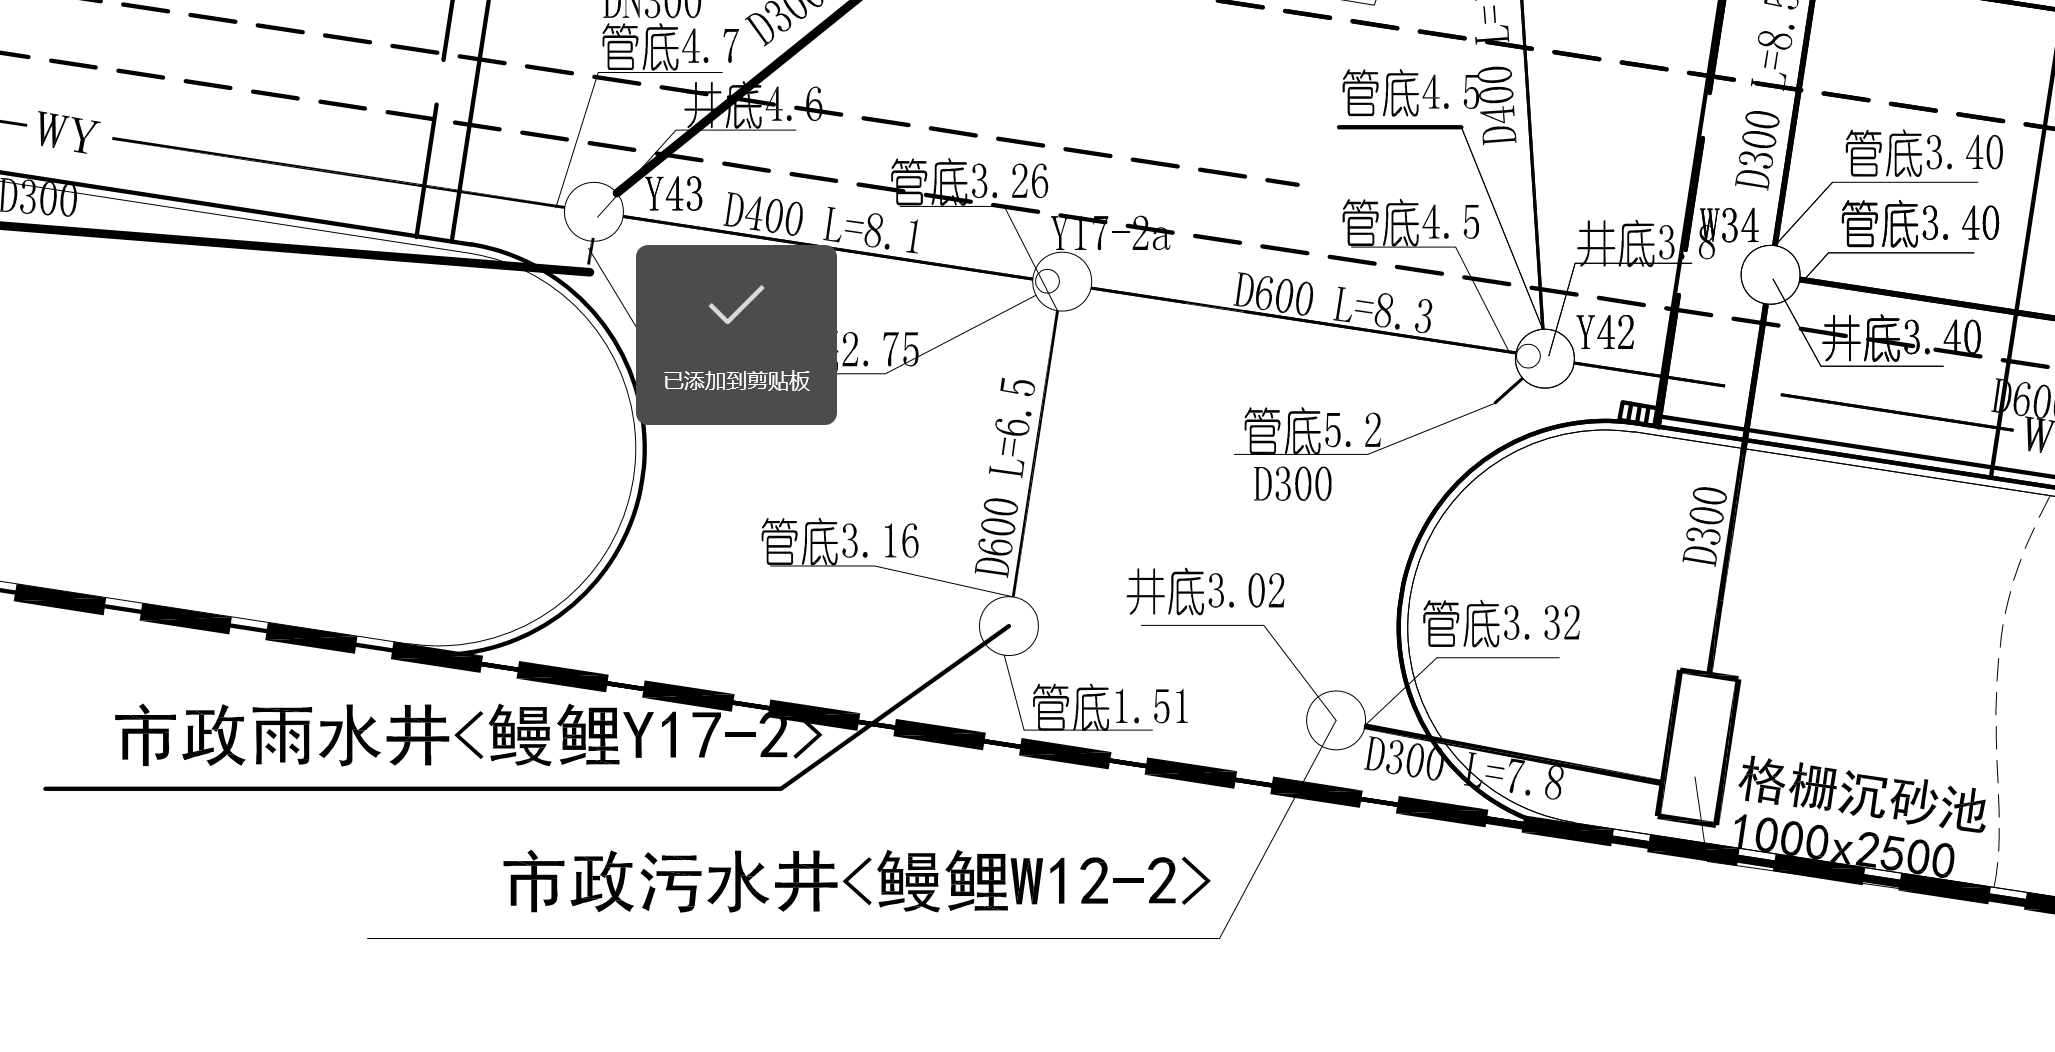 DN300
管底4.7
D300
井底4.6
WY
D300
Y43
D400 L=8.1
管底3.26
Y17-2a
管底4.5
D400 L=
管底4.5
D600 L=8.3
井底3.8
Y42
D300 L=8.5
W34
管底3.40
管底3.40
井底3.40
D600
W
已添加到剪贴板
2.75
D600 L=6.5
管底5.2
D300
管底3.16
井底3.02
管底3.32
D300
管底1.51
D300 L=7.8
市政雨水井<鳗鲤Y17-2>
市政污水井<鳗鲤W12-2>
格栅沉砂池
1000x2500